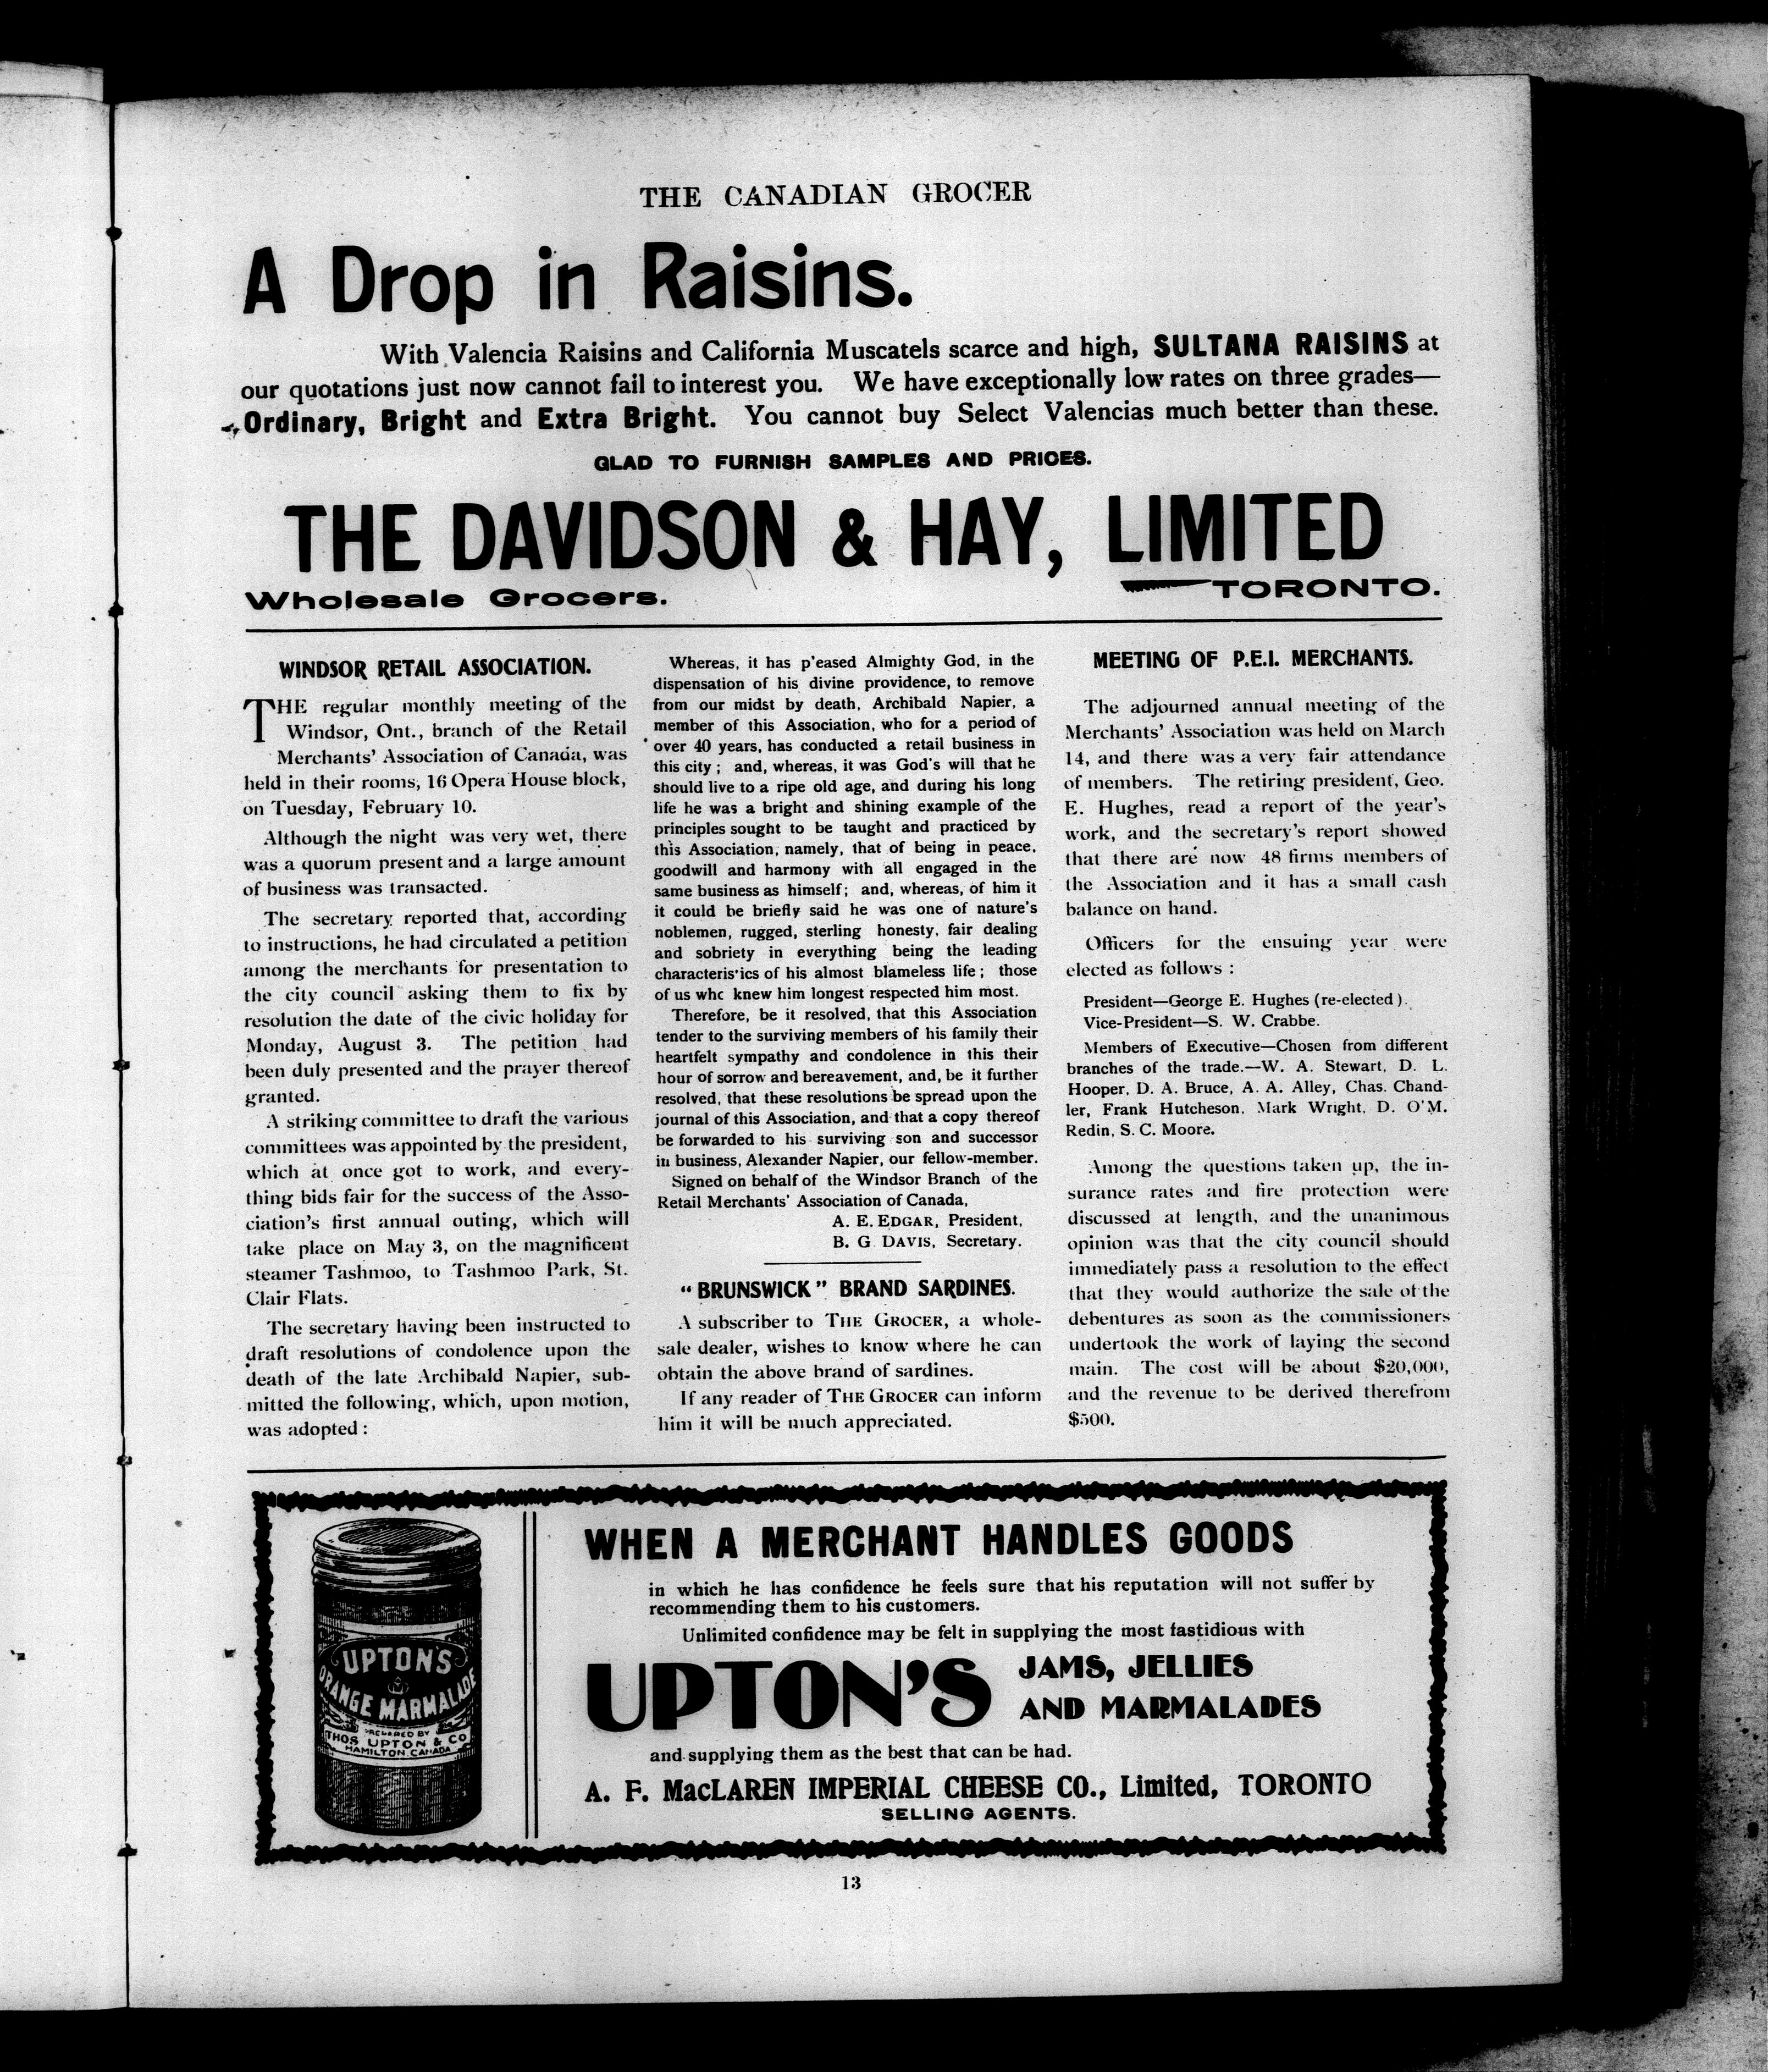 THE CANADIAN GROCER
A Drop in Raisins.
With Valencia Raisins and California Muscatels scarce and high, SULTANA RAISINS at
our quotations just now cannot fail to interest you. We have exceptionally low rates on three grades—
Ordinary, Bright and Extra Bright. You cannot buy Select Valencias much better than these.
GLAD TO FURNISH SAMPLES AND PRICES.
THE DAVIDSON & HAY, LIMITED
Wholesale Grocers. TORONTO.
WINDSOR RETAIL ASSOCIATION.
THE regular monthly meeting of the
Windsor, Ont., branch of the Retail
Merchants' Association of Canada, was
held in their rooms, 16 Opera House block,
on Tuesday, February 10.
Although the night was very wet, there
was a quorum present and a large amount
of business was transacted.
The secretary reported that, according
to instructions, he had circulated a petition
among the merchants for presentation to
the city council asking them to fix by
resolution the date of the civic holiday for
Monday, August 3. The petition had
been duly presented and the prayer thereof
granted.
A striking committee to draft the various
committees was appointed by the president,
which at once got to work, and every-
thing bids fair for the success of the Asso-
ciation's first annual outing, which will
take place on May 3, on the magnificent
steamer Tashmoo, to Tashmoo Park, St.
Clair Flats.
The secretary having been instructed to
draft resolutions of condolence upon the
death of the late Archibald Napier, sub-
mitted the following, which, upon motion,
was adopted :
Whereas, it has p'eased Almighty God, in the
dispensation of his divine providence, to remove
from our midst by death, Archibald Napier, a
member of this Association, who for a period of
over 40 years, has conducted a retail business in
this city ; and, whereas, it was God's will that he
should live to a ripe old age, and during his long
life he was a bright and shining example of the
principles sought to be taught and practiced by
this Association, namely, that of being in peace,
goodwill and harmony with all engaged in the
same business as himself ; and, whereas, of him it
it could be briefly said he was one of nature's
noblemen, rugged, sterling honesty, fair dealing
and sobriety in everything being the leading
characteris'ics of his almost blameless life ; those
of us who knew him longest respected him most.
Therefore, be it resolved, that this Association
tender to the surviving members of his family their
heartfelt sympathy and condolence in this their
hour of sorrow and bereavement, and, be it further
resolved, that these resolutions be spread upon the
journal of this Association, and that a copy thereof
be forwarded to his surviving son and successor
in business, Alexander Napier, our fellow-member.
Signed on behalf of the Windsor Branch of the
Retail Merchants' Association of Canada,
A. E. EDGAR, President,
B. G DAVIS, Secretary.
"BRUNSWICK" BRAND SARDINES.
A subscriber to THE GROCER, a whole-
sale dealer, wishes to know where he can
obtain the above brand of sardines.
If any reader of THE GROCER can inform
him it will be much appreciated.
MEETING OF P.E.I. MERCHANTS.
The adjourned annual meeting of the
Merchants' Association was held on March
14, and there was a very fair attendance
of members. The retiring president, Geo.
E. Hughes, read a report of the year's
work, and the secretary's report showed
that there are now 48 firms members of
the Association and it has a small cash
balance on hand.
Officers for the ensuing year were
elected as follows :
President—George E. Hughes (re-elected).
Vice-President—S. W. Crabbe.
Members of Executive—Chosen from different
branches of the trade.—W. A. Stewart, D. L.
Hooper, D. A. Bruce, A. A. Alley, Chas. Chand-
ler, Frank Hutcheson, Mark Wright, D. O'M.
Redin, S. C. Moore.
Among the questions taken up, the in-
surance rates and fire protection were
discussed at length, and the unanimous
opinion was that the city council should
immediately pass a resolution to the effect
that they would authorize the sale of the
debentures as soon as the commissioners
undertook the work of laying the second
main. The cost will be about $20,000,
and the revenue to be derived therefrom
$500.
UPTON'S
ORANGE MARMALADE
PREPARED BY
THOS UPTON & CO
HAMILTON, CANADA
WHEN A MERCHANT HANDLES GOODS
in which he has confidence he feels sure that his reputation will not suffer by
recommending them to his customers.
Unlimited confidence may be felt in supplying the most fastidious with
UPTON'S JAMS, JELLIES
AND MARMALADES
and supplying them as the best that can be had.
A. F. MacLAREN IMPERIAL CHEESE CO., Limited, TORONTO
SELLING AGENTS.
13